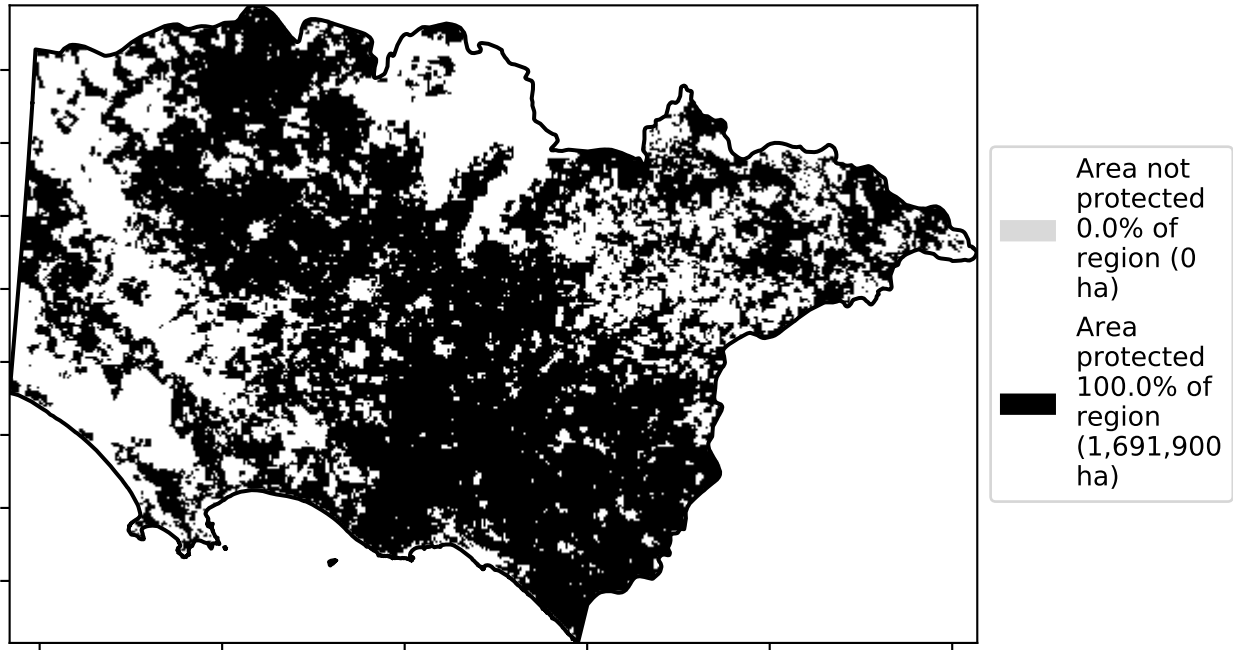 Area not
protected
0.0% of
region (0
ha)
Area
protected
100.0% of
region
(1,691,900
ha)